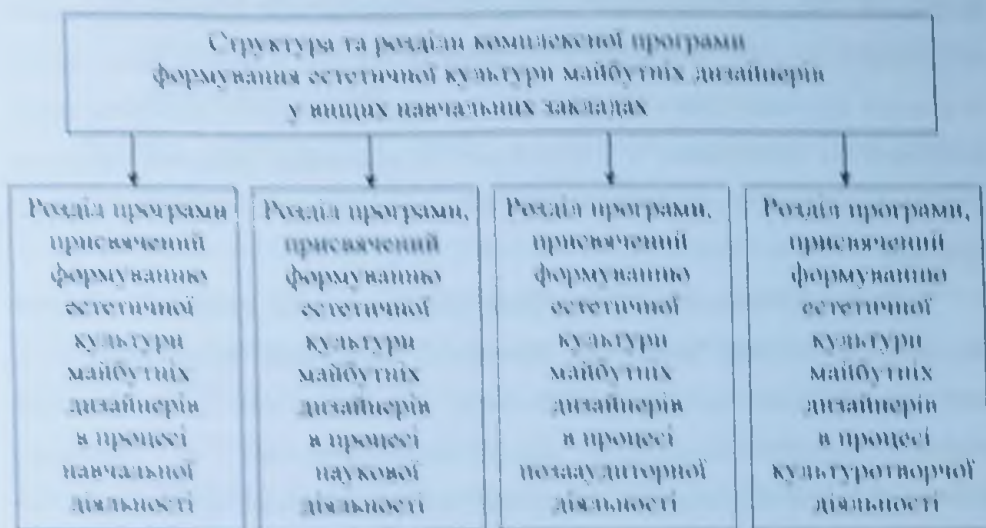 Структура та розділи комплексної програми
формування естетичної культури майбутніх дизайнерів
у вищих навчальних закладах
Розділ програми
присвячений
формуванню
естетичної
культури
майбутніх
дизайнерів
в процесі
навчальної
діяльності
Розділ програми,
присвячений
формуванню
естетичної
культури
майбутніх
дизайнерів
в процесі
наукової
діяльності
Розділ програми,
присвячений
формуванню
естетичної
культури
майбутніх
дизайнерів
в процесі
позааудиторної
діяльності
Розділ програми,
присвячений
формуванню
естетичної
культури
майбутніх
дизайнерів
в процесі
культуротворчої
діяльності